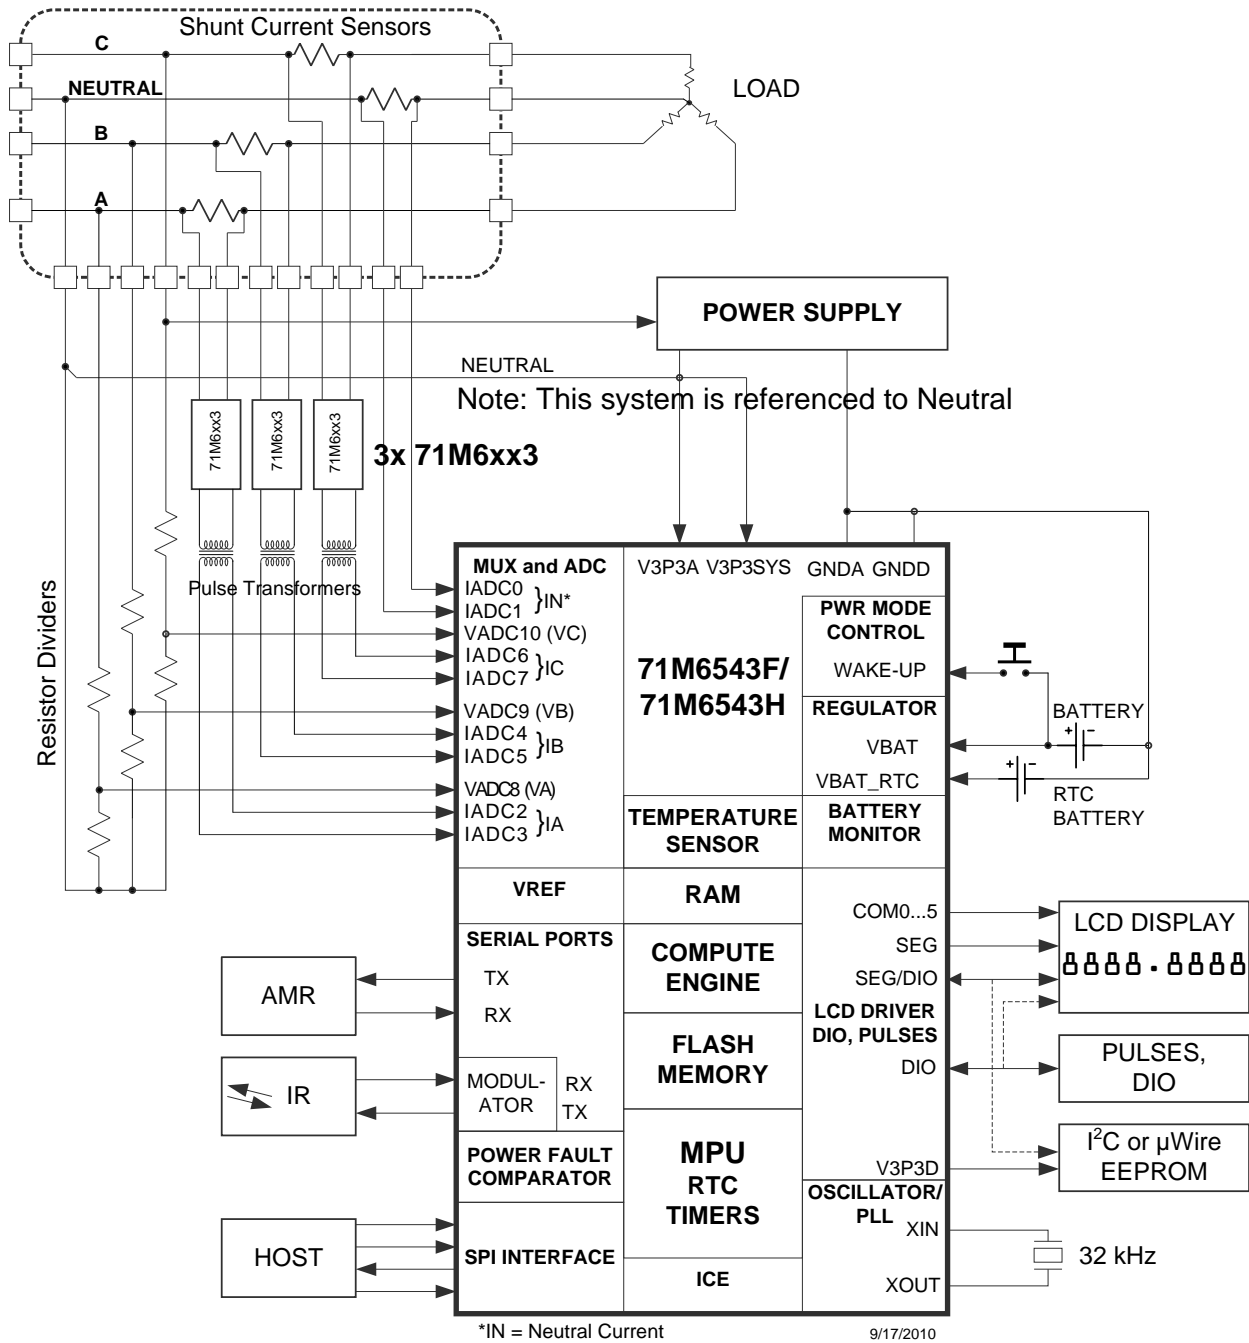 Shunt Current Sensors
C
NEUTRAL
B
A
LOAD
POWER SUPPLY
NEUTRAL
Note: This system is referenced to Neutral
71M6xx3
71M6xx3
71M6xx3
3x 71M6xx3
Pulse Transformers
Resistor Dividers
MUX and ADC
IADC0
IADC1
}IN*
VADC10 (VC)
IADC6
IADC7
}IC
VADC9 (VB)
IADC4
IADC5
}IB
VADC8 (VA)
IADC2
IADC3
}IA
V3P3A V3P3SYS GNDA GNDD
71M6543F/
71M6543H
PWR MODE
CONTROL
WAKE-UP
REGULATOR
VBAT
VBAT_RTC
BATTERY
+ -
+ -
RTC
BATTERY
TEMPERATURE
SENSOR
BATTERY
MONITOR
VREF
RAM
SERIAL PORTS
TX
RX
COMPUTE
ENGINE
COM0...5
SEG
SEG/DIO
LCD DRIVER
DIO, PULSES
DIO
LCD DISPLAY
8888.8888
AMR
FLASH
MEMORY
PULSES,
DIO
IR
MODUL-
ATOR
RX
TX
I²C or µWire
EEPROM
POWER FAULT
COMPARATOR
MPU
RTC
TIMERS
V3P3D
OSCILLATOR/
PLL
XIN
XOUT
32 kHz
HOST
SPI INTERFACE
ICE
*IN = Neutral Current
9/17/2010